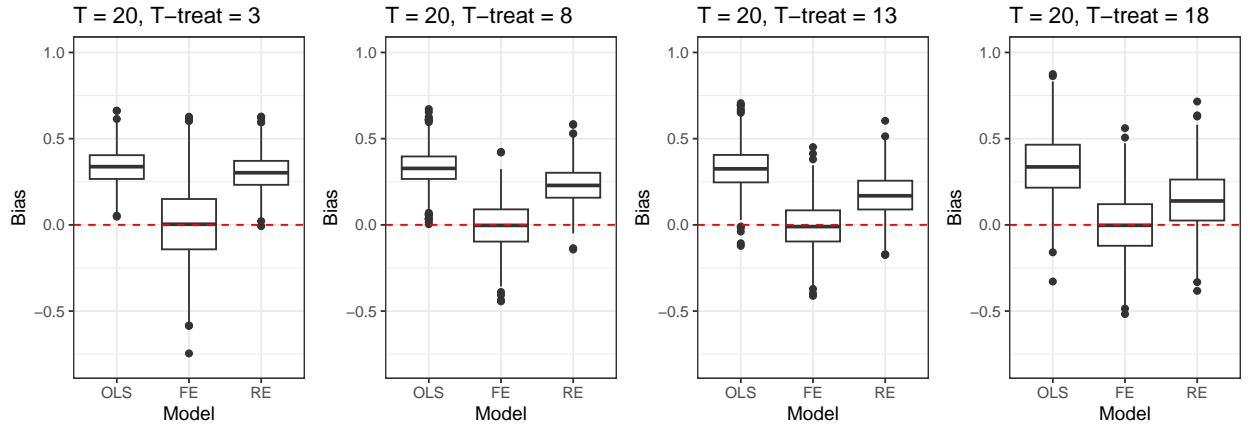 T = 20, T−treat = 3
1.0
0.5
0.0
−0.5
Bias
OLS FE RE
Model
T = 20, T−treat = 8
1.0
0.5
0.0
−0.5
Bias
OLS FE RE
Model
T = 20, T−treat = 13
1.0
0.5
0.0
−0.5
Bias
OLS FE RE
Model
T = 20, T−treat = 18
1.0
0.5
0.0
−0.5
Bias
OLS FE RE
Model